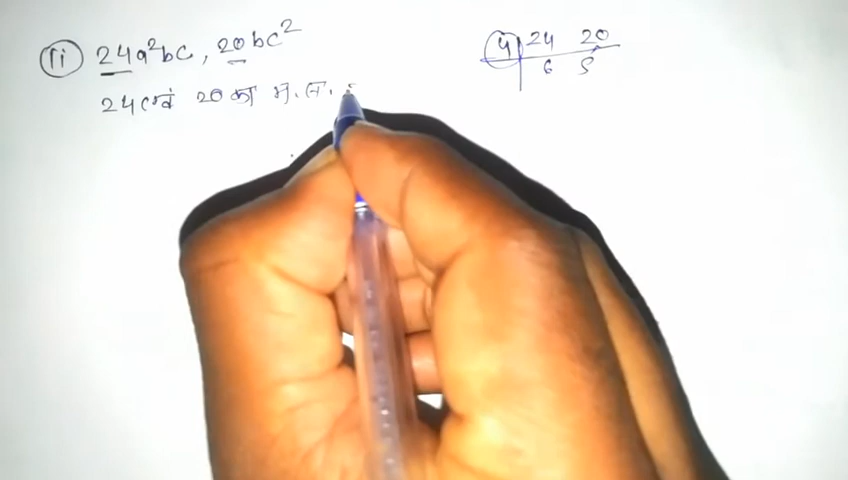 (ii) 24a²bc, 20bc²
24 एवं 20 का म. स.
4 24 20
6 5